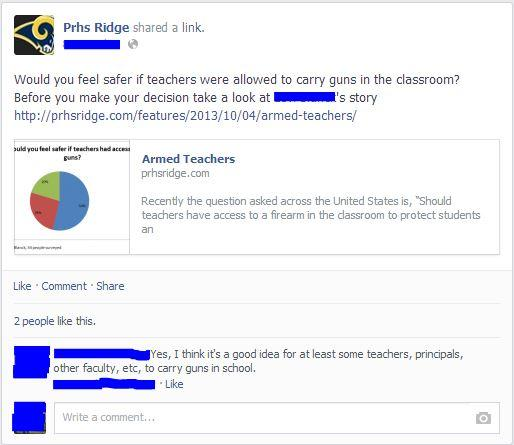 Prhs Ridge shared a link.
Would you feel safer if teachers were allowed to carry guns in the classroom?
Before you make your decision take a look at 's story
http://prhsridge.com/features/2013/10/04/armed-teachers/
ould you feel safer if teachers had access
guns?
Armed Teachers
prhsridge.com
Recently the question asked across the United States is, "Should
teachers have access to a firearm in the classroom to protect students
an
Like · Comment · Share
2 people like this.
Yes, I think it's a good idea for at least some teachers, principals,
other faculty, etc, to carry guns in school.
· Like
Write a comment...